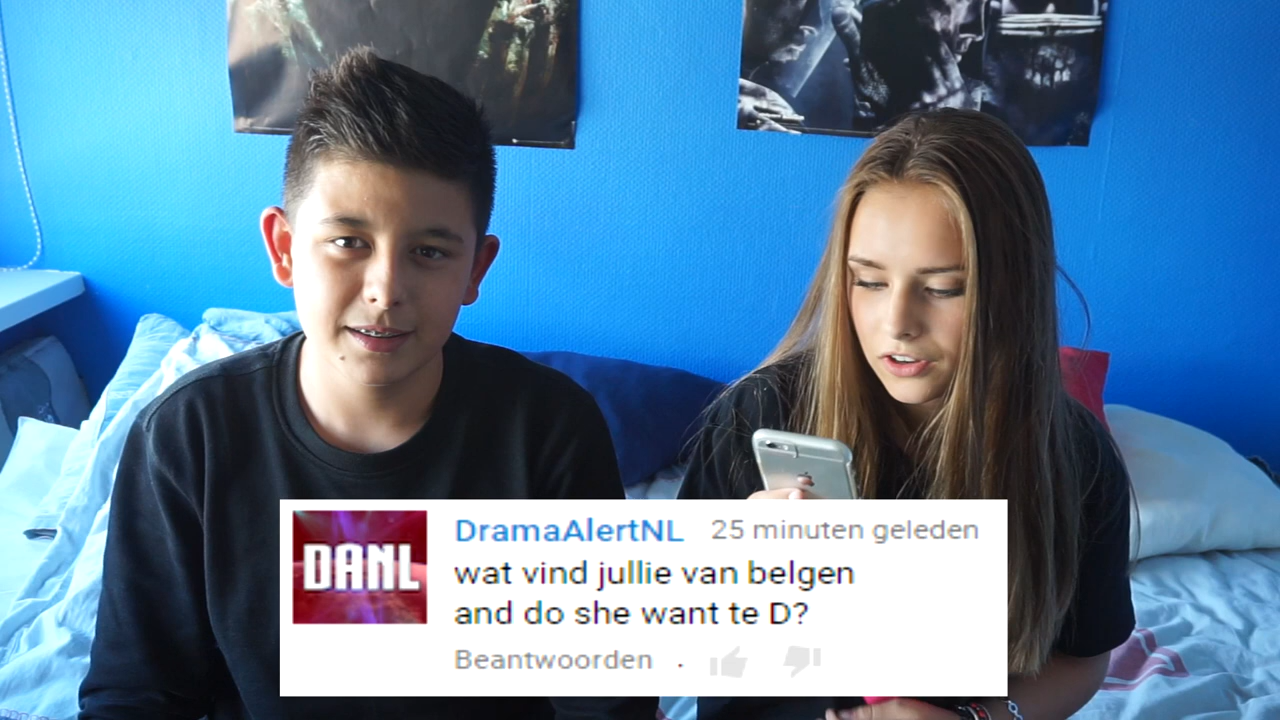 DANL
DramaAlertNL 25 minuten geleden
wat vind jullie van belgen
and do she want te D?
Beantwoorden